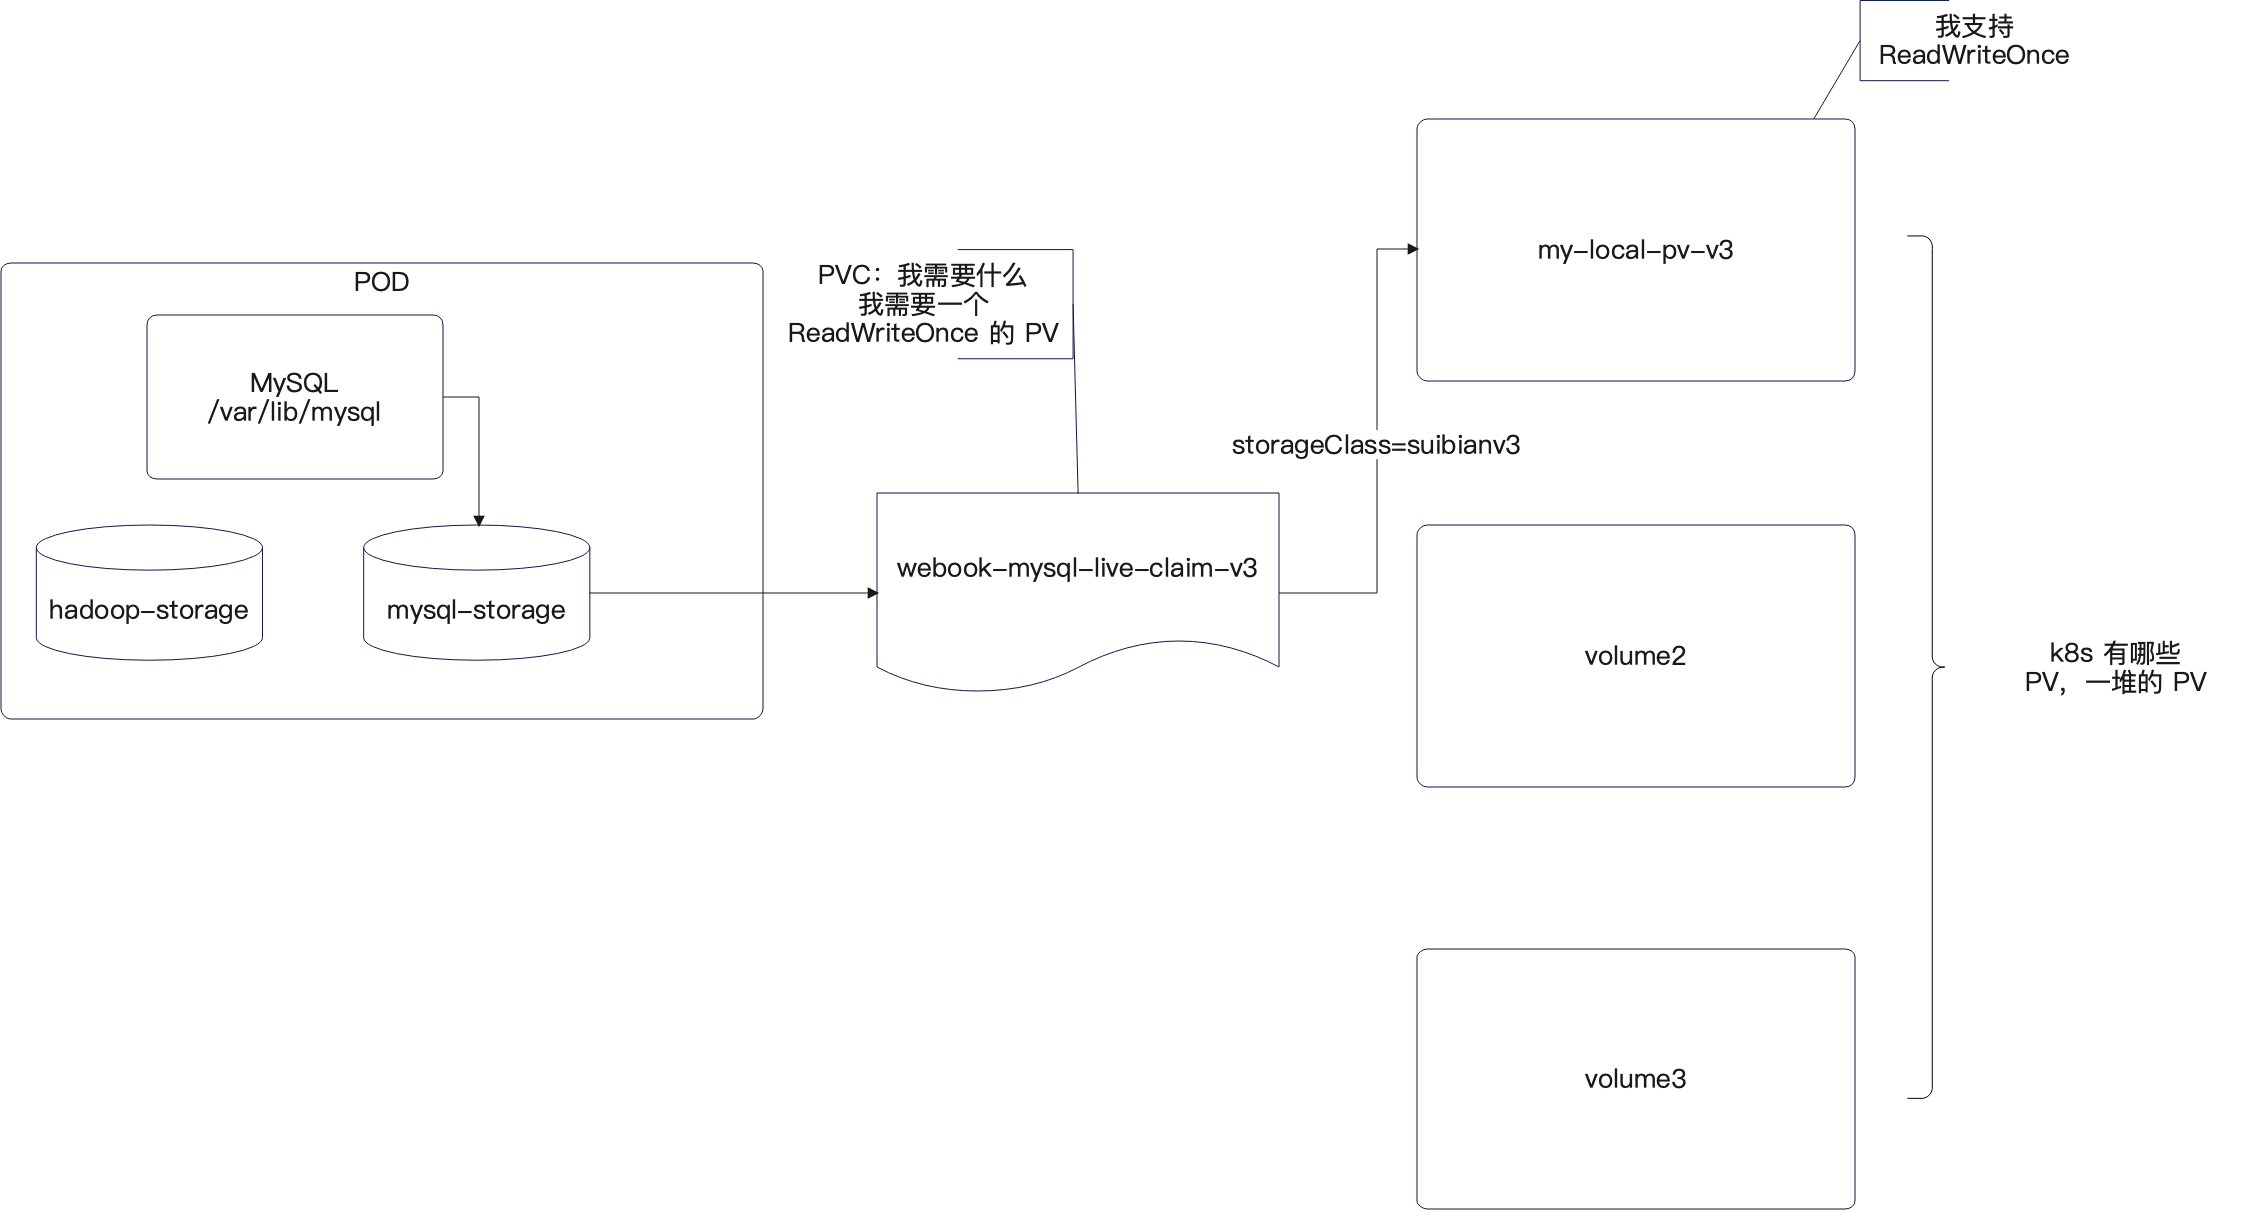 我支持
ReadWriteOnce
my-local-pv-v3
PVC：我需要什么
我需要一个
ReadWriteOnce 的 PV
POD
MySQL
/var/lib/mysql
storageClass=suibianv3
webook-mysql-live-claim-v3
hadoop-storage
mysql-storage
volume2
k8s 有哪些
PV，一堆的 PV
volume3